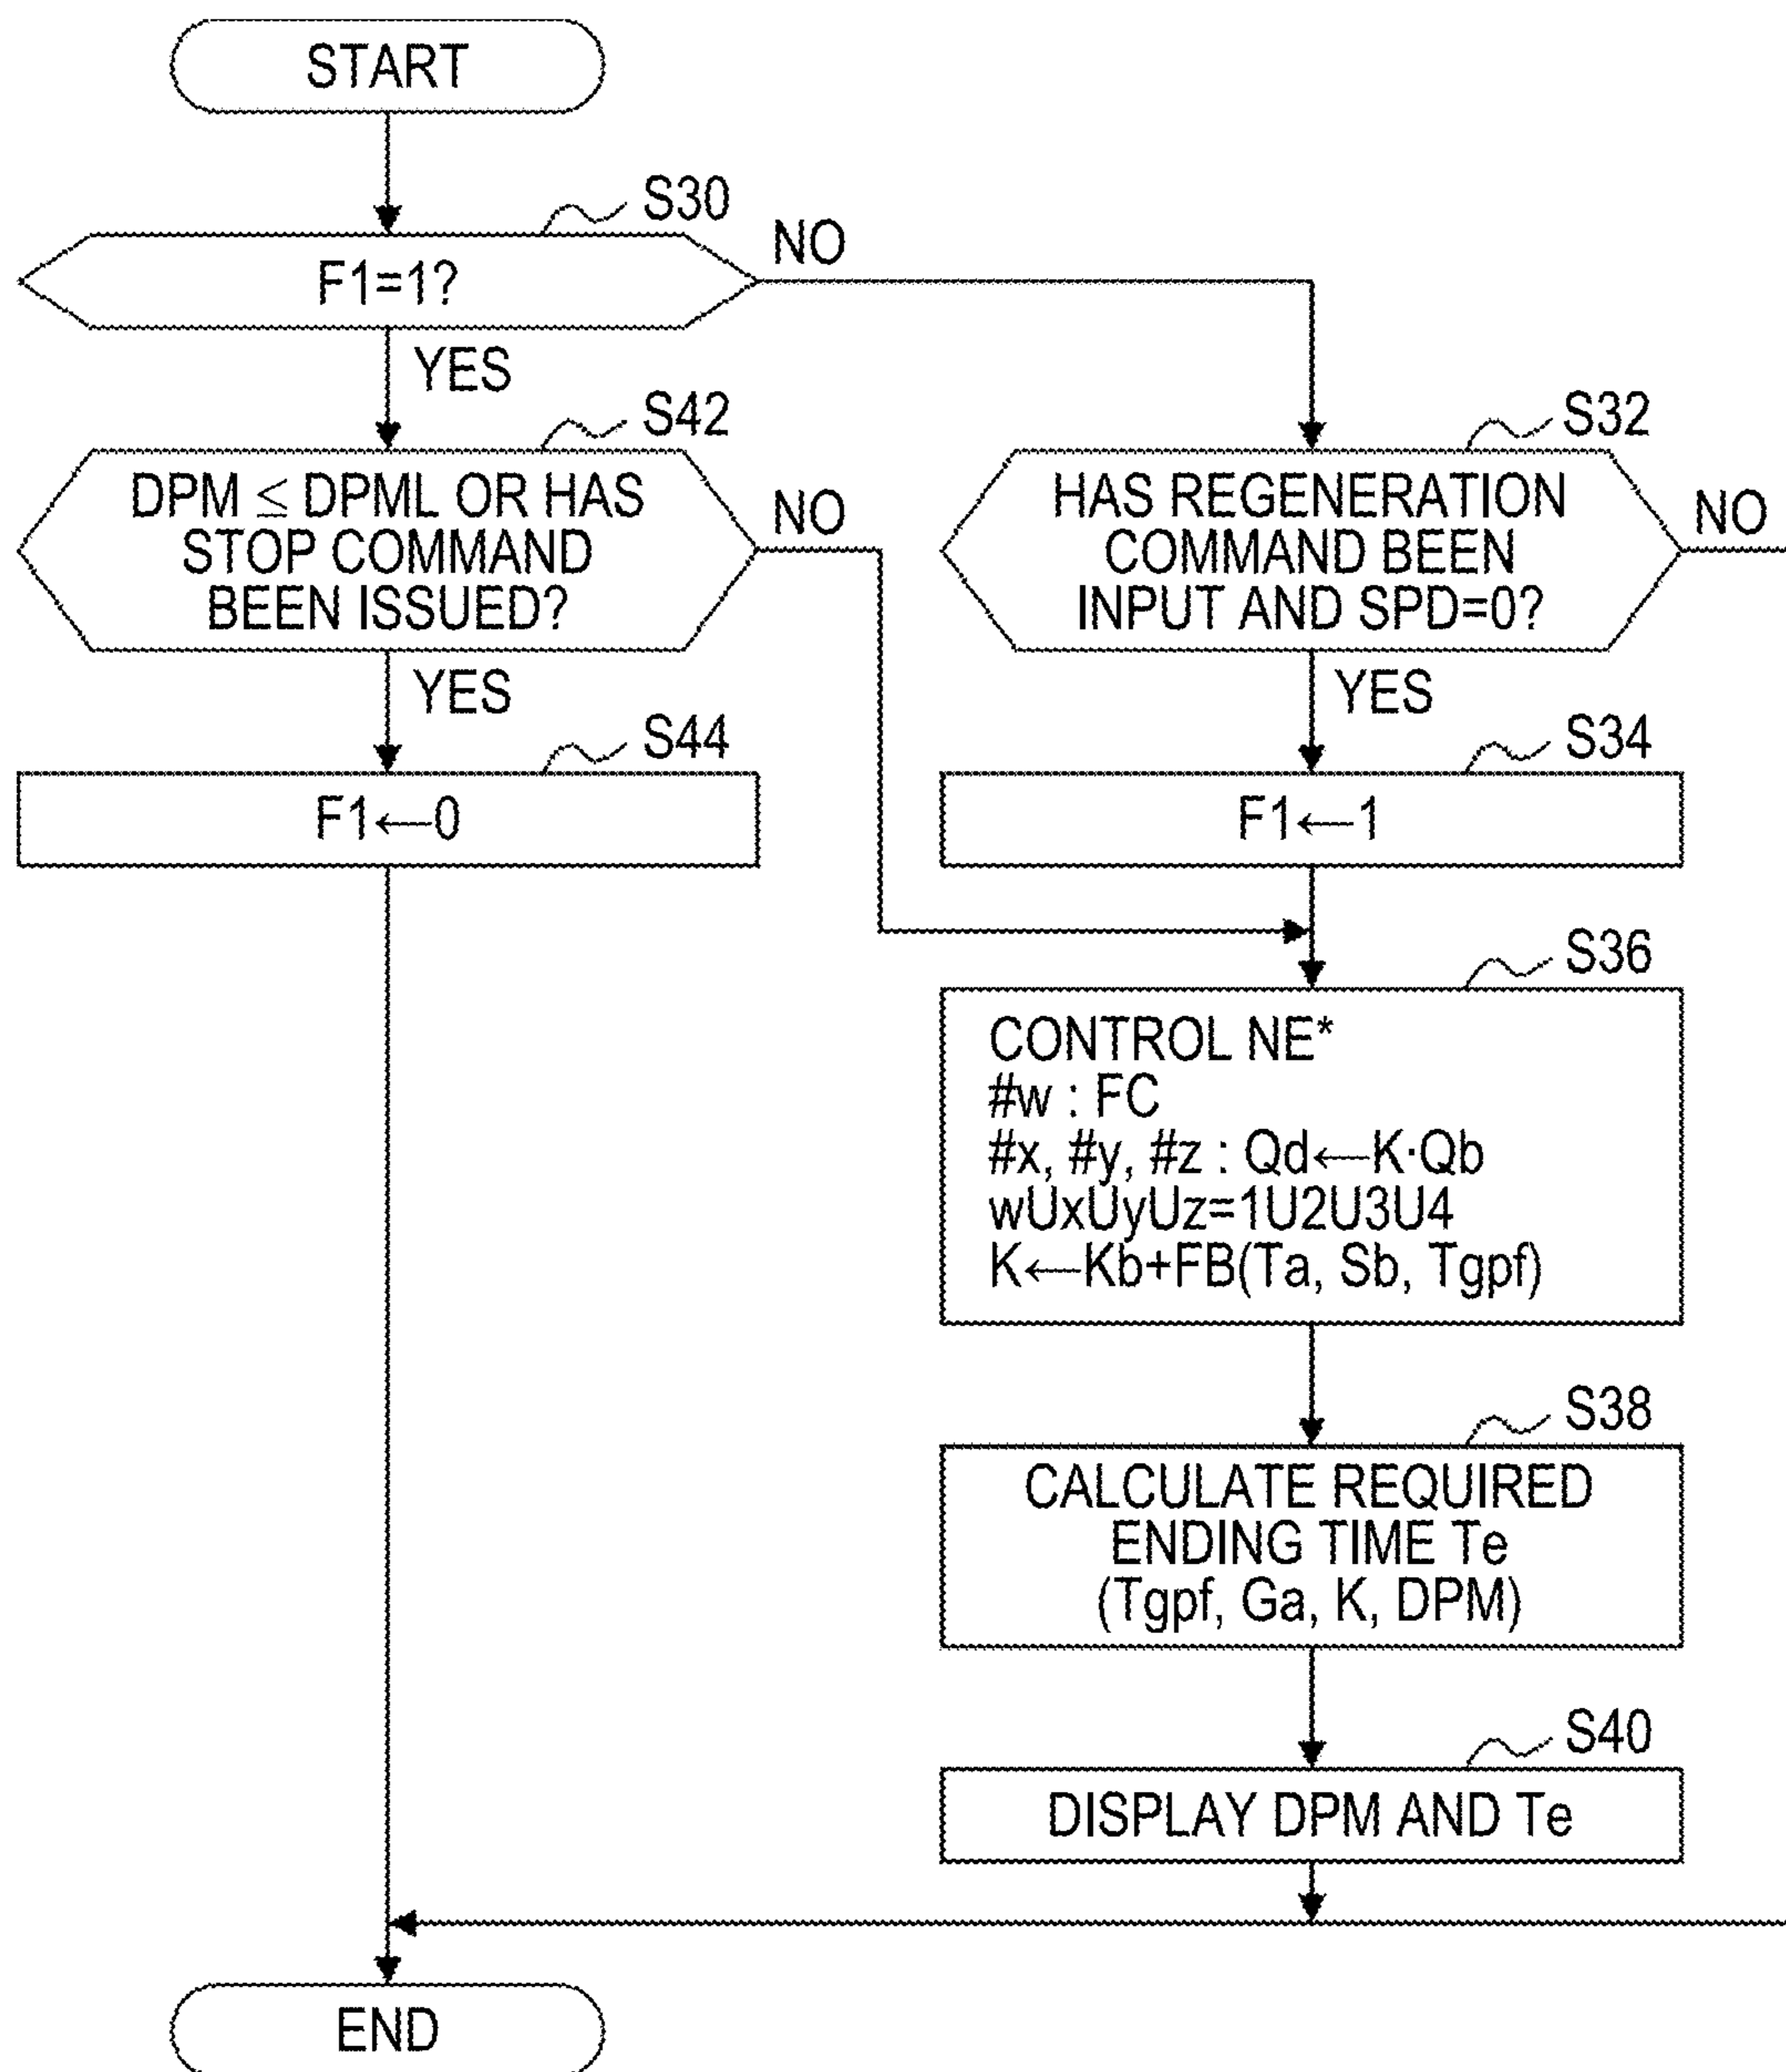 START
S30
F1=1?
NO
YES
S42
DPM ≤ DPML OR HAS
STOP COMMAND
BEEN ISSUED?
NO
YES
S44
F1←0
S32
HAS REGENERATION
COMMAND BEEN
INPUT AND SPD=0?
NO
YES
S34
F1←1
S36
CONTROL NE*
#w : FC
#x, #y, #z : Qd←K·Qb
wUxUyUz=1U2U3U4
K←Kb+FB(Ta, Sb, Tgpf)
S38
CALCULATE REQUIRED
ENDING TIME Te
(Tgpf, Ga, K, DPM)
S40
DISPLAY DPM AND Te
END